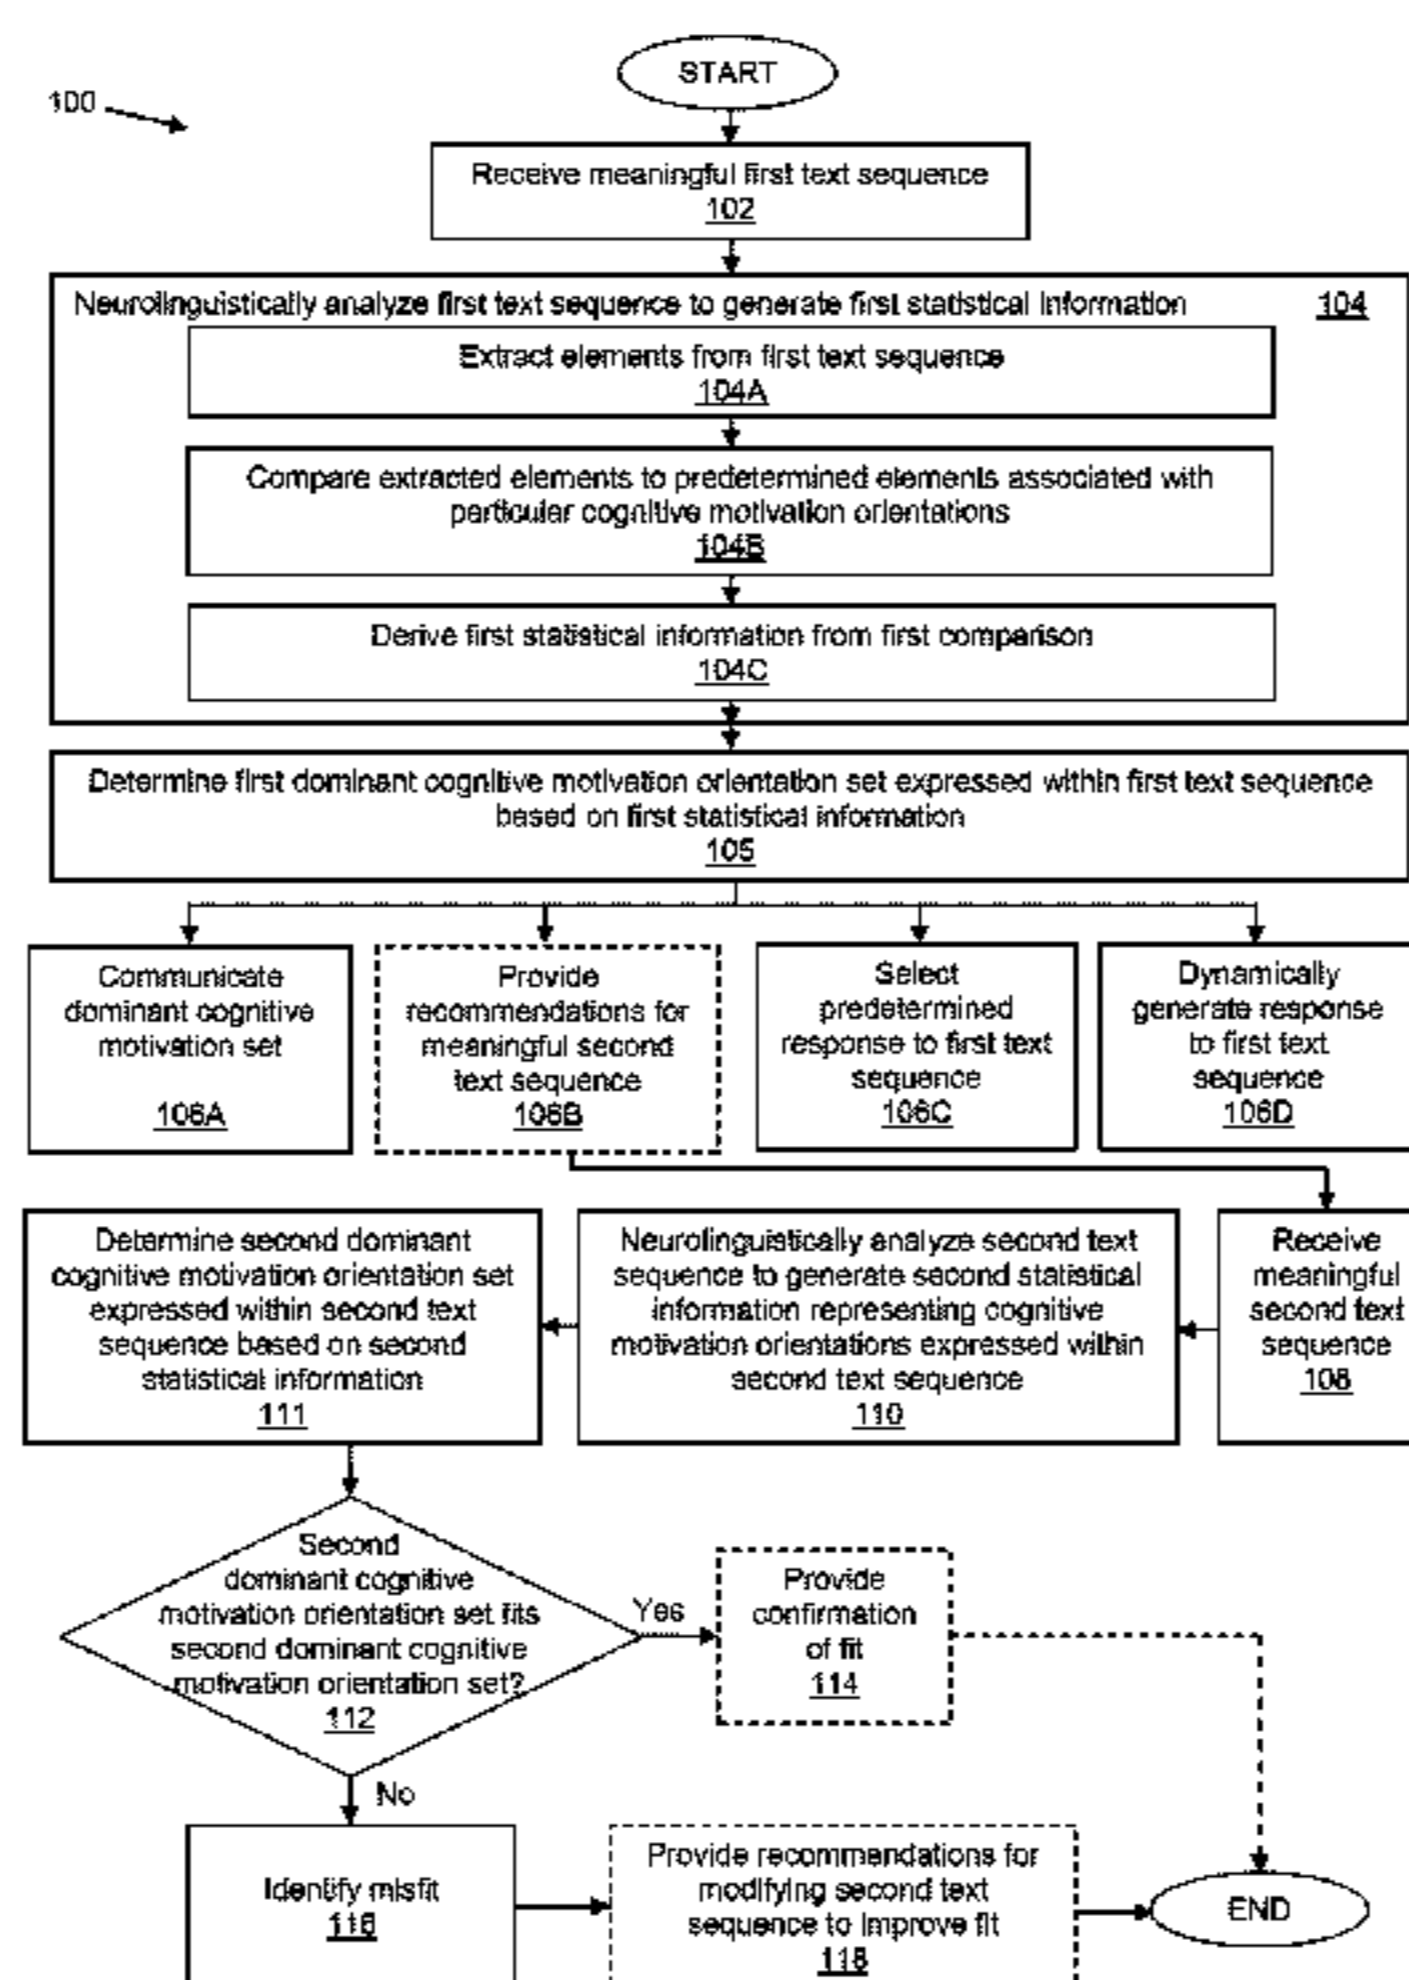 START
100
Receive meaningful first text sequence
102
Neurolinguistically analyze first text sequence to generate first statistical information
104
Extract elements from first text sequence
104A
Compare extracted elements to predetermined elements associated with
particular cognitive motivation orientations
104B
Derive first statistical information from first comparison
104C
Determine first dominant cognitive motivation orientation set expressed within first text sequence
based on first statistical information
105
Communicate
dominant cognitive
motivation set
106A
Provide
recommendations for
meaningful second
text sequence
106B
Select
predetermined
response to first text
sequence
106C
Dynamically
generate response
to first text
sequence
106D
Determine second dominant
cognitive motivation orientation set
expressed within second text
sequence based on second
statistical information
111
Neurolinguistically analyze second text
sequence to generate second statistical
information representing cognitive
motivation orientations expressed within
second text sequence
110
Receive
meaningful
second text
sequence
108
Second
dominant cognitive
motivation orientation set fits
second dominant cognitive
motivation orientation set?
112
Yes
Provide
confirmation
of fit
114
No
Identify misfit
116
Provide recommendations for
modifying second text
sequence to improve fit
118
END